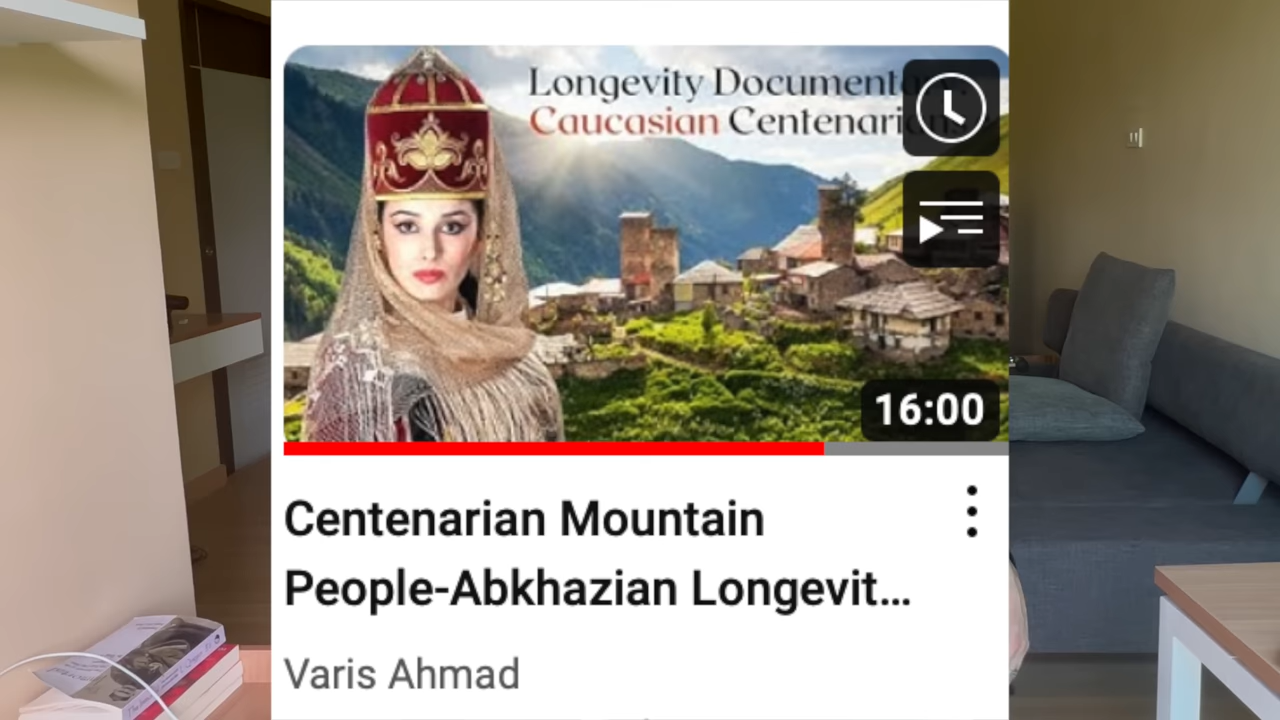 Longevity Document
Caucasian Centenari
16:00
Centenarian Mountain
People-Abkhazian Longevit...
Varis Ahmad